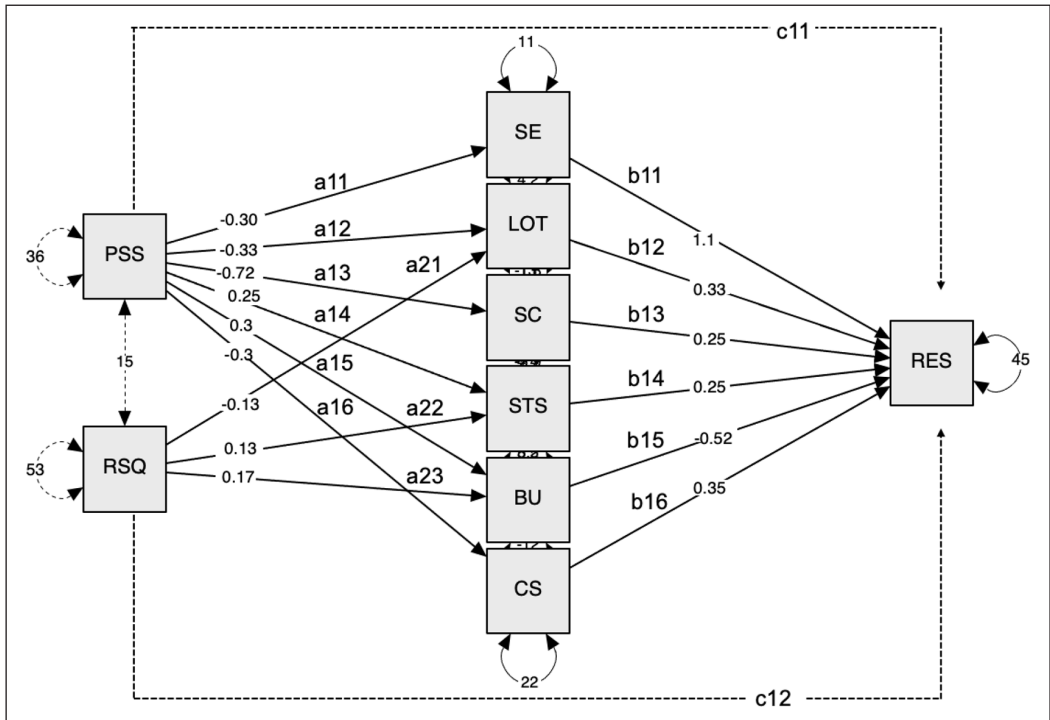 c11
11
SE
a11
b11
-0.30
LOT
a12
b12
PSS
36
-0.33
a21
1.1
-0.72
a13
0.25
a14
0.33
SC
b13
0.3
0.25
-0.3
a15
15
RES
45
b14
0.25
STS
a16
a22
-0.13
b15
-0.52
0.13
RSQ
53
0.17
a23
BU
b16
0.35
CS
22
c12